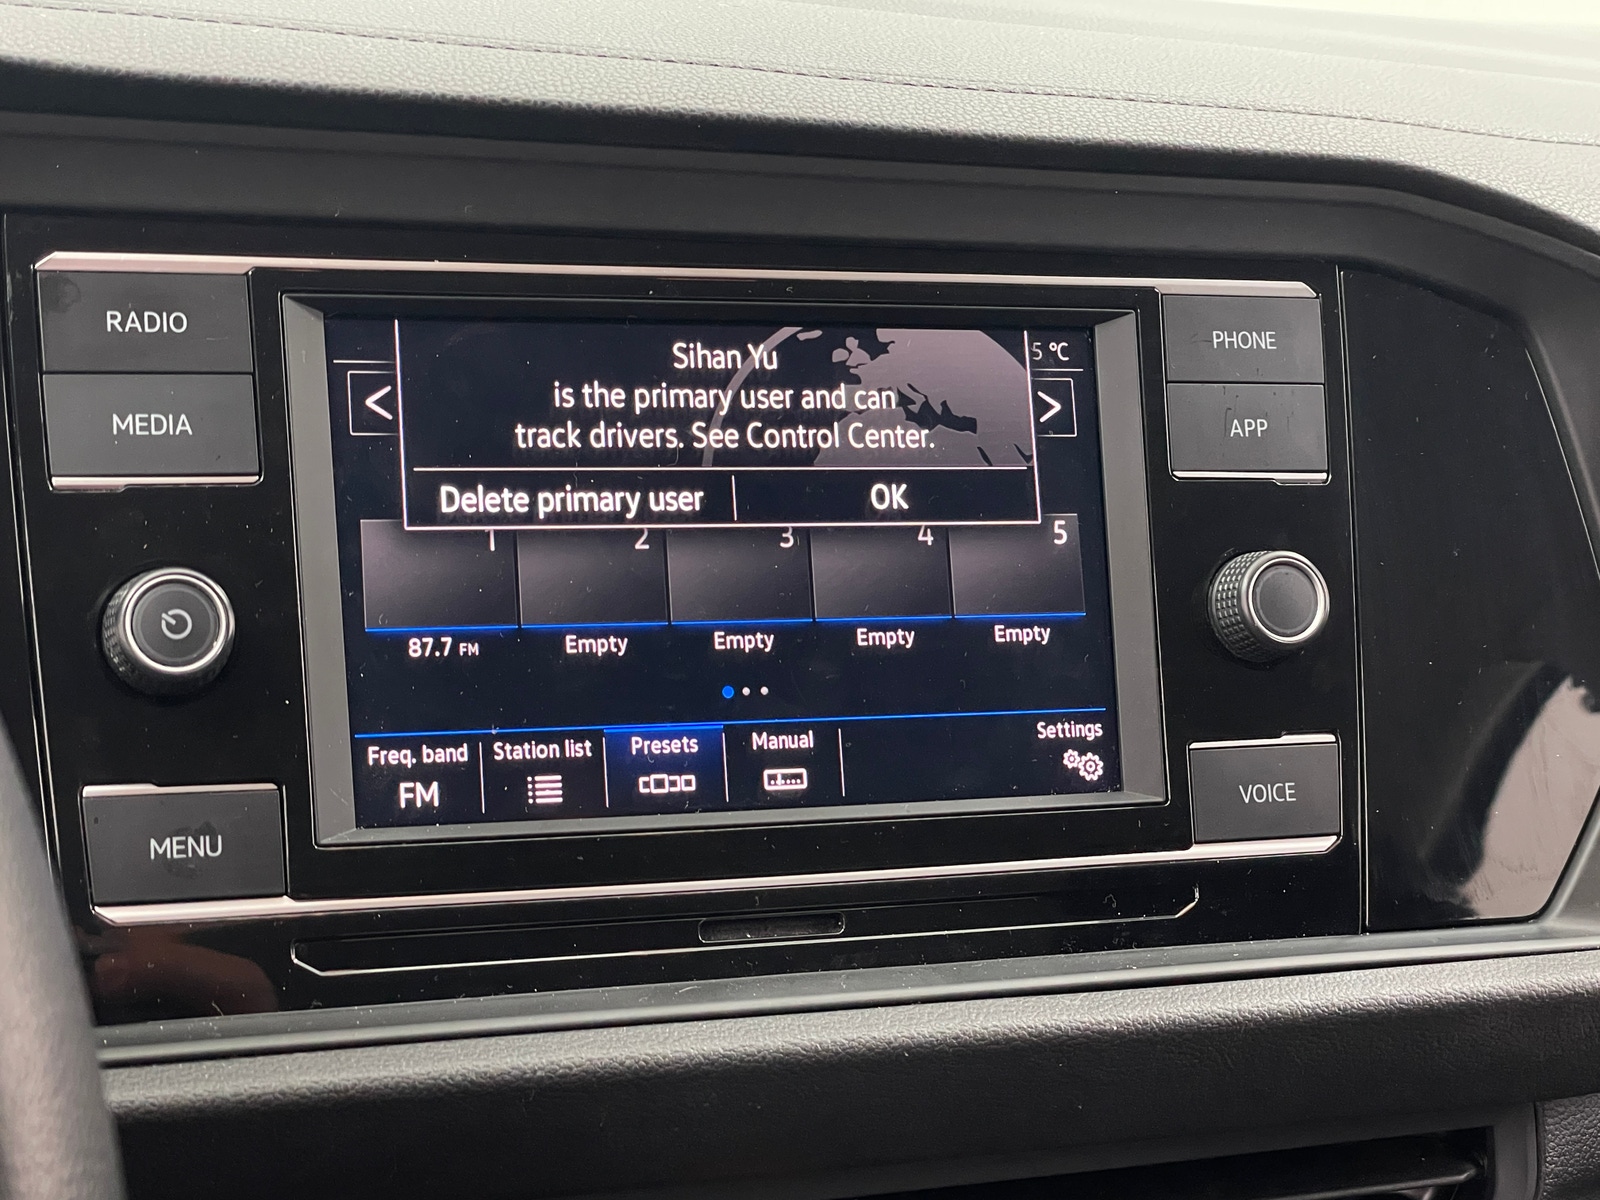 RADIO
MEDIA
MENU
PHONE
APP
VOICE
Sihan Yu
is the primary user and can
track drivers. See Control Center.
Delete primary user
OK
5 °C
<
>
1
2
3
4
5
87.7 FM
Empty
Empty
Empty
Empty
Freq. band
FM
Station list
Presets
Manual
Settings